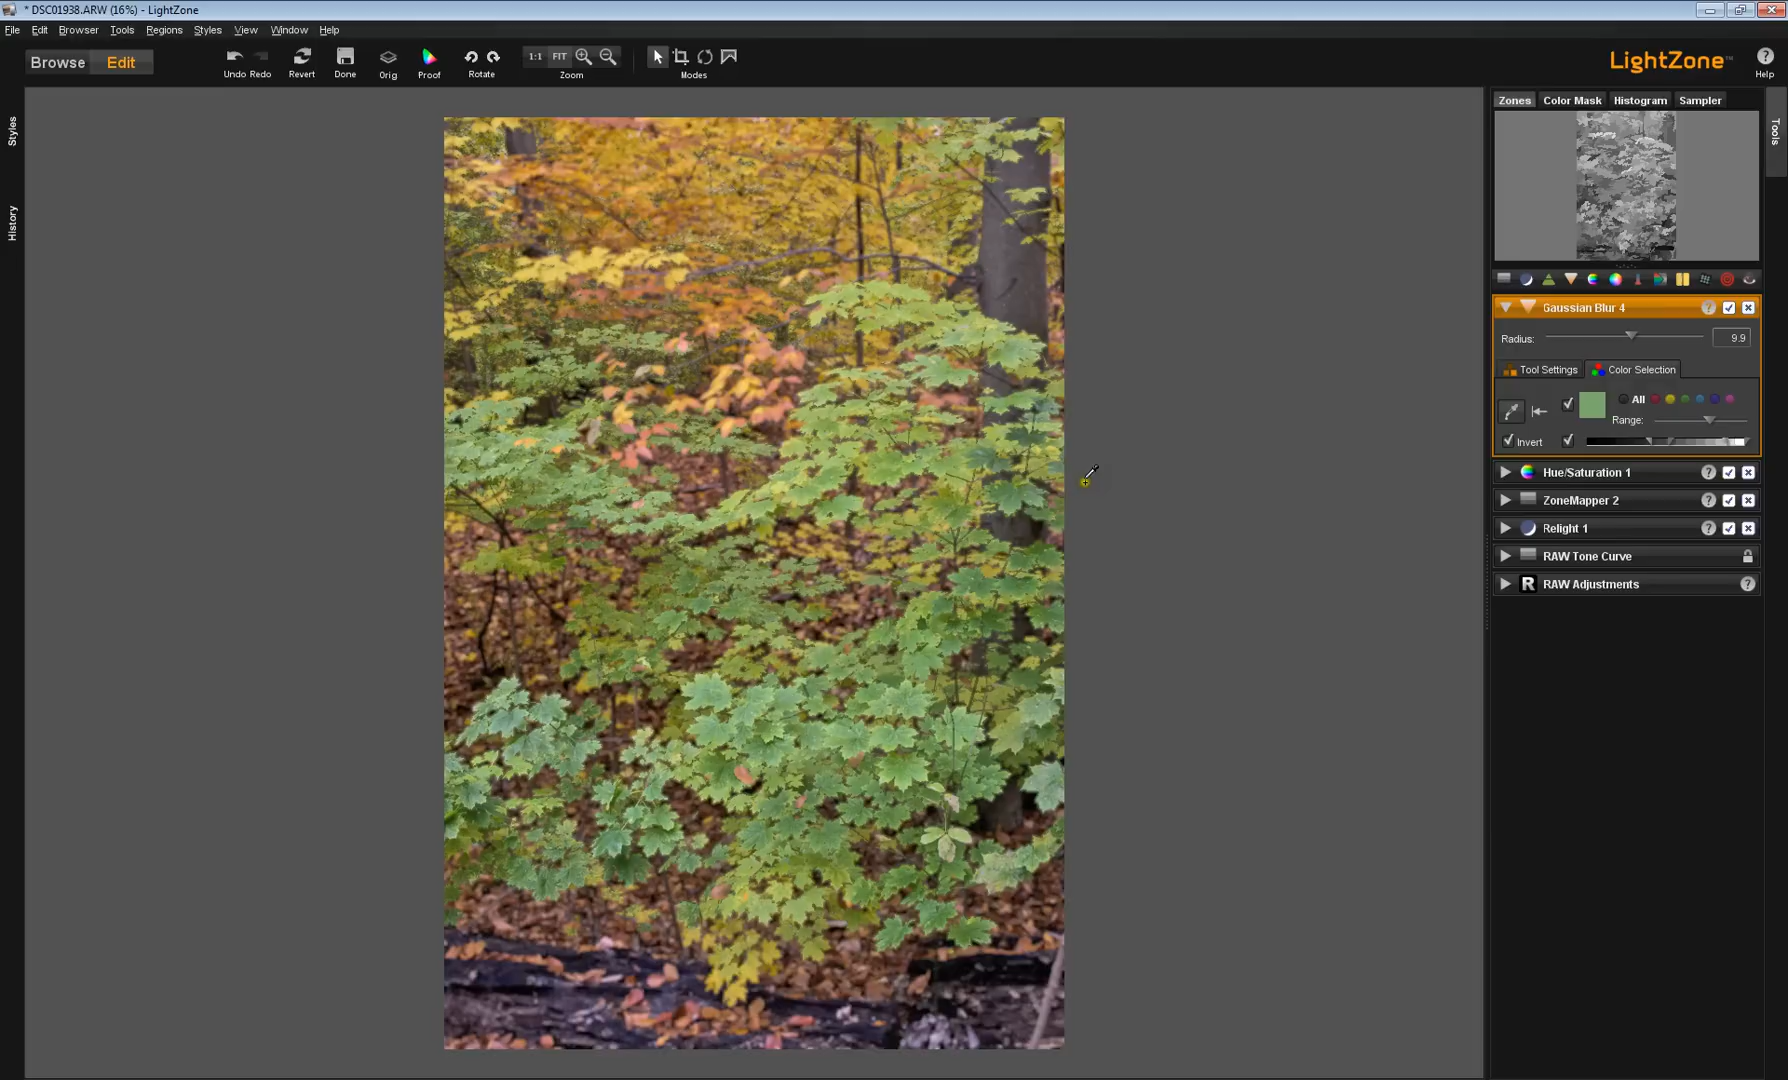 * DSC01938.ARW (16%) - LightZone
File Edit Browser Tools Regions Styles View Window Help
Browse Edit
Undo Redo Revert Done Orig Proof Rotate 1:1 FIT Zoom Modes
LightZone™
? Help
Styles
History
Tools
Zones Color Mask Histogram Sampler
Gaussian Blur 4 ?
Radius: 9.9
Tool Settings Color Selection
All
Range:
Invert
Hue/Saturation 1 ?
ZoneMapper 2 ?
Relight 1 ?
RAW Tone Curve
R RAW Adjustments ?